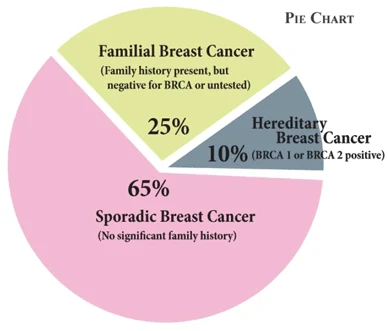 PIE CHART
Familial Breast Cancer
(Family history present, but
negative for BRCA or untested)
25%
Hereditary
Breast Cancer
10%
(BRCA 1 or BRCA 2 positive)
65%
Sporadic Breast Cancer
(No significant family history)